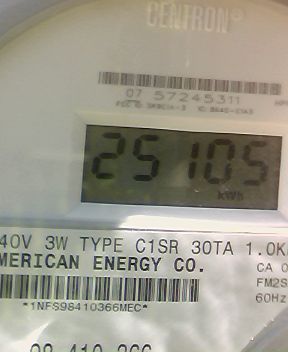 CENTRON®
07 57245311
25105
kWh
40V 3W TYPE C1SR 30TA 1.0K
MERICAN ENERGY CO.
CA 0
FM2S
60Hz
*1NFS98410366MEC*